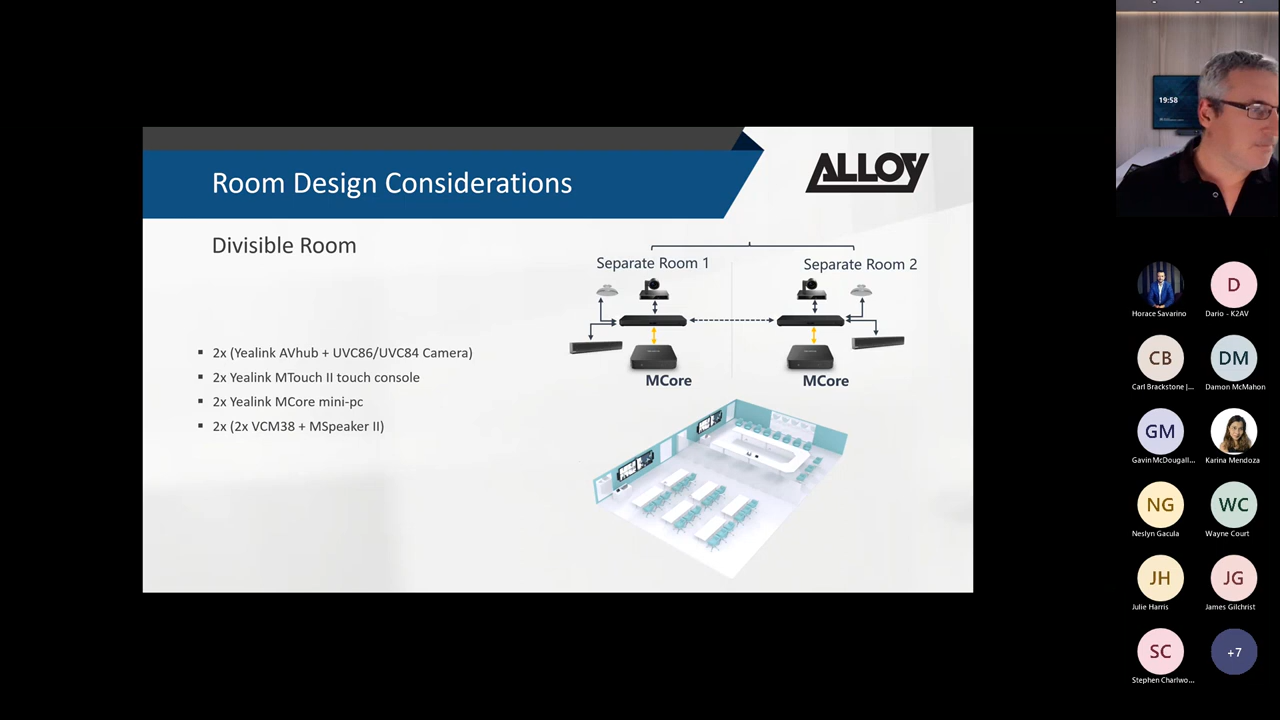 Room Design Considerations
ALLOY
Divisible Room
Separate Room 1
Separate Room 2
MCore
MCore
2x (Yealink AVhub + UVC86/UVC84 Camera)
2x Yealink MTouch II touch console
2x Yealink MCore mini-pc
2x (2x VCM38 + MSpeaker II)
19:58
Horace Savarino
D
Dario - K2AV
CB
Carl Brackstone |...
DM
Damon McMahon
GM
Gavin McDougall...
Karina Mendoza
NG
Neslyn Gacula
WC
Wayne Court
JH
Julie Harris
JG
James Gilchrist
SC
Stephen Charlwo...
+7